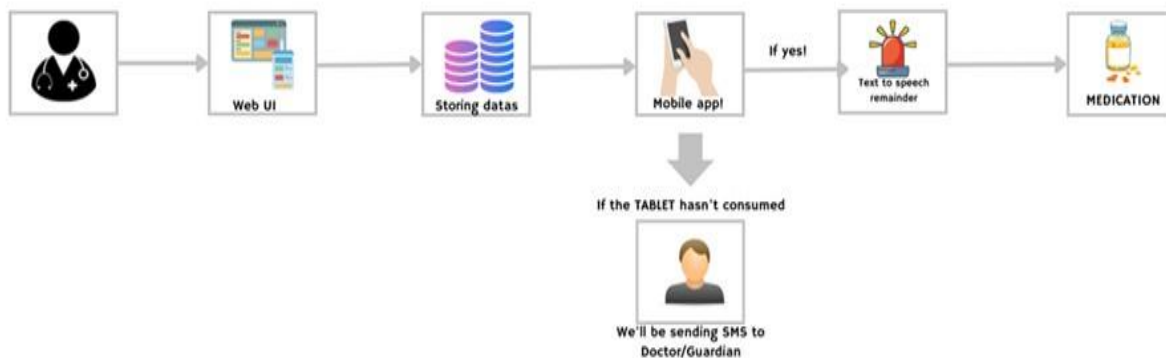 If yes!
Web UI
Storing datas
Mobile app!
Text to speech
remainder
MEDICATION
If the TABLET hasn't consumed
We'll be sending SMS to
Doctor/Guardian